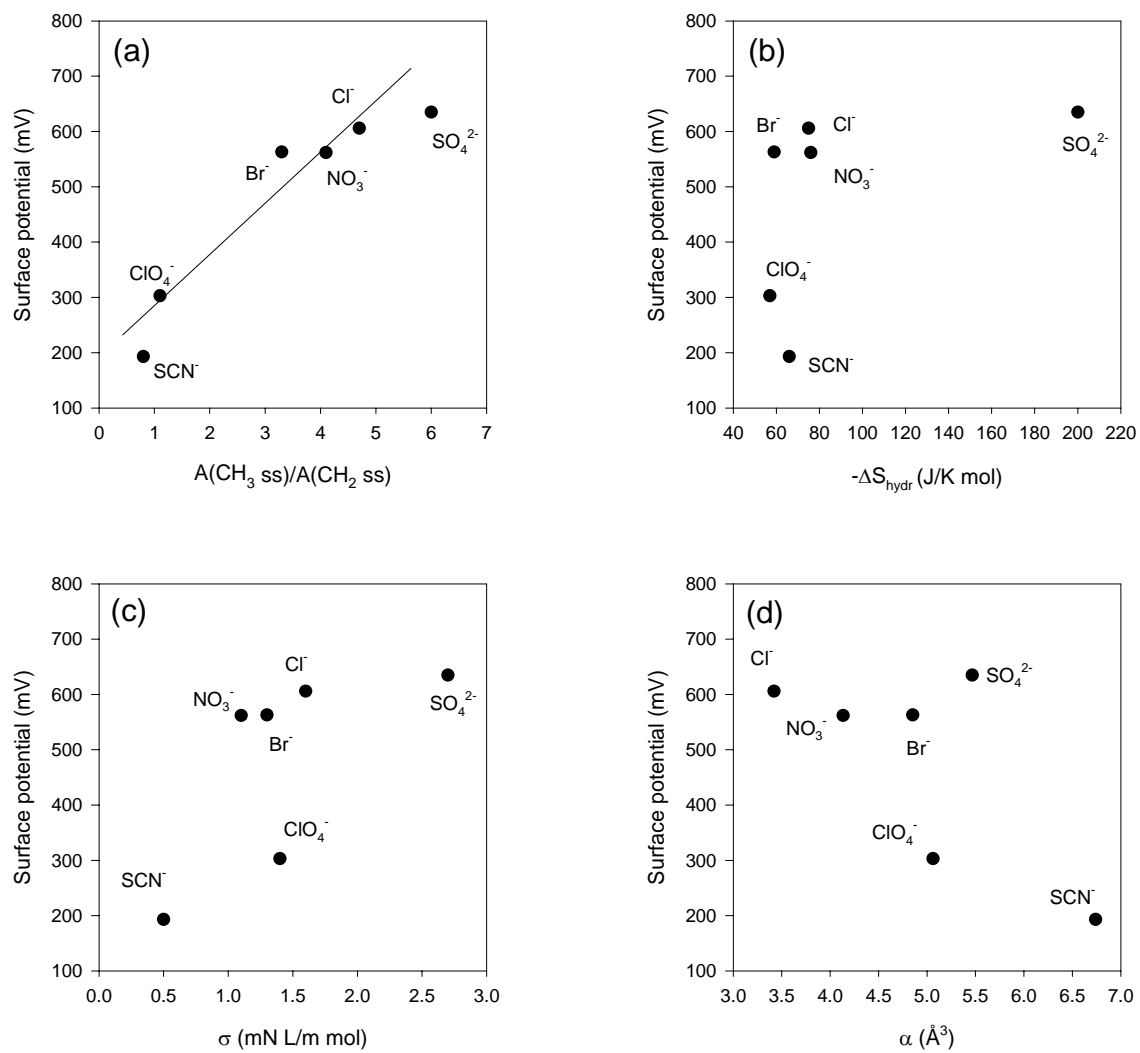 (a)
Surface potential (mV)
800
700
600
500
400
300
200
100
Cl⁻
SO₄²⁻
Br⁻
NO₃⁻
ClO₄⁻
SCN⁻
0 1 2 3 4 5 6 7
A(CH₃ ss)/A(CH₂ ss)
(b)
Surface potential (mV)
800
700
600
500
400
300
200
100
Br⁻ Cl⁻
SO₄²⁻
NO₃⁻
ClO₄⁻
SCN⁻
40 60 80 100 120 140 160 180 200 220
-ΔS_hydr (J/K mol)
(c)
Surface potential (mV)
800
700
600
500
400
300
200
100
Cl⁻
NO₃⁻
SO₄²⁻
Br⁻
ClO₄⁻
SCN⁻
0.0 0.5 1.0 1.5 2.0 2.5 3.0
σ (mN L/m mol)
(d)
Surface potential (mV)
800
700
600
500
400
300
200
100
Cl⁻
SO₄²⁻
NO₃⁻
Br⁻
ClO₄⁻
SCN⁻
3.0 3.5 4.0 4.5 5.0 5.5 6.0 6.5 7.0
α (Å³)